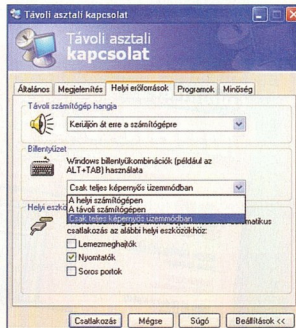 Távoli asztali kapcsolat
Távoli asztali
kapcsolat
Általános Megjelenítés Helyi erőforrások Programok Minőség
Távoli számítógép hangja
Kerüljön át erre a számítógépre
Billentyűzet
Windows billentyűkombinációk (például az
ALT+TAB) használata
Csak teljes képernyős üzemmódban
A helyi számítógépen
A távoli számítógépen
Csak teljes képernyős üzemmódban
Helyi eszkö
automatikus
csatlakozás az alábbi helyi eszközökhöz:
Lemezmeghajtók
Nyomtatók
Soros portok
Csatlakozás Mégse Súgó Beállítások <<